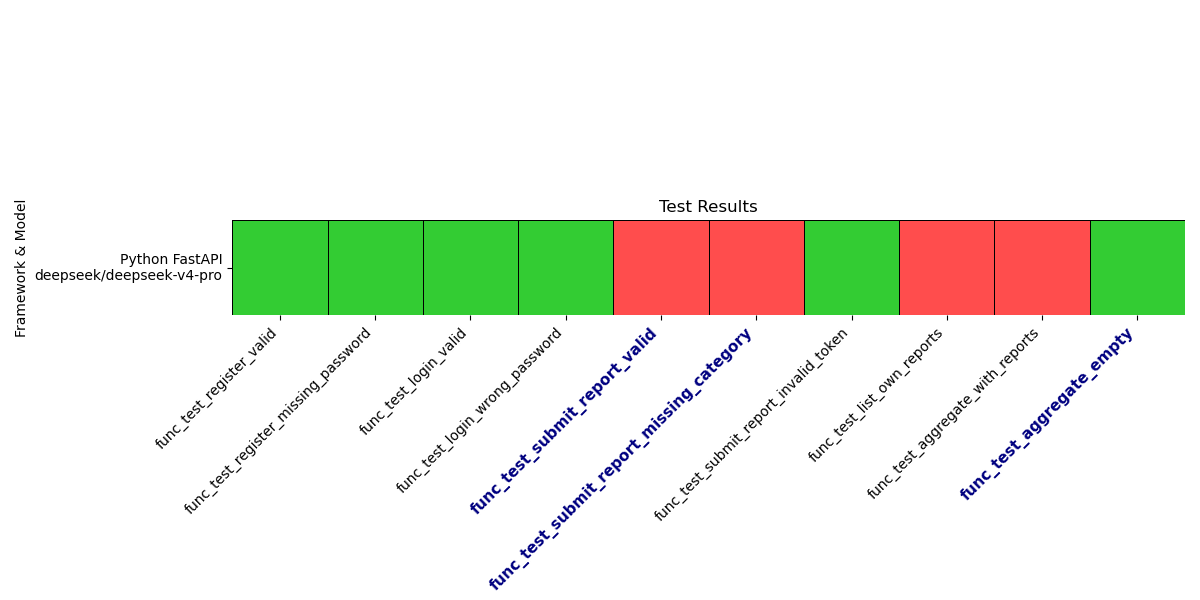 Test Results
Framework & Model
Python FastAPI
deepseek/deepseek-v4-pro
func_test_register_valid
func_test_register_missing_password
func_test_login_valid
func_test_login_wrong_password
func_test_submit_report_valid
func_test_submit_report_missing_category
func_test_submit_report_invalid_token
func_test_list_own_reports
func_test_aggregate_with_reports
func_test_aggregate_empty